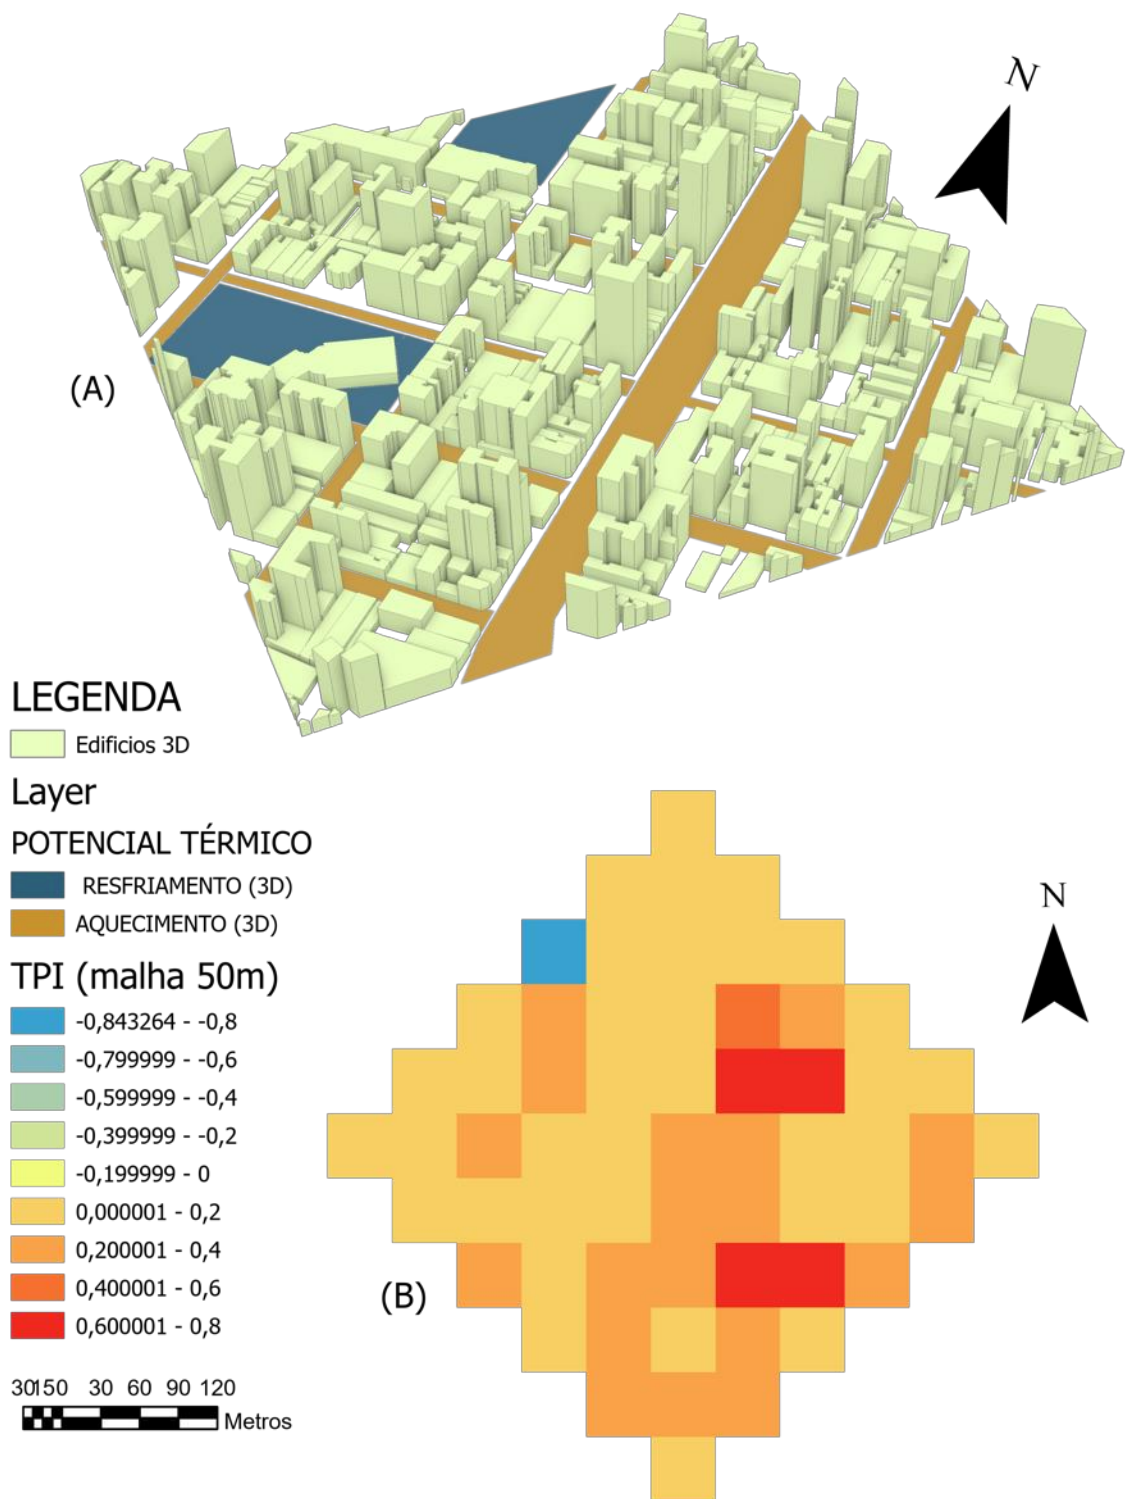 N
(A)
LEGENDA
Edificios 3D
Layer
POTENCIAL TÉRMICO
RESFRIAMENTO (3D)
AQUECIMENTO (3D)
TPI (malha 50m)
-0,843264 - -0,8
-0,799999 - -0,6
-0,599999 - -0,4
-0,399999 - -0,2
-0,199999 - 0
0,000001 - 0,2
0,200001 - 0,4
0,400001 - 0,6
0,600001 - 0,8
30150 30 60 90 120
Metros
N
(B)